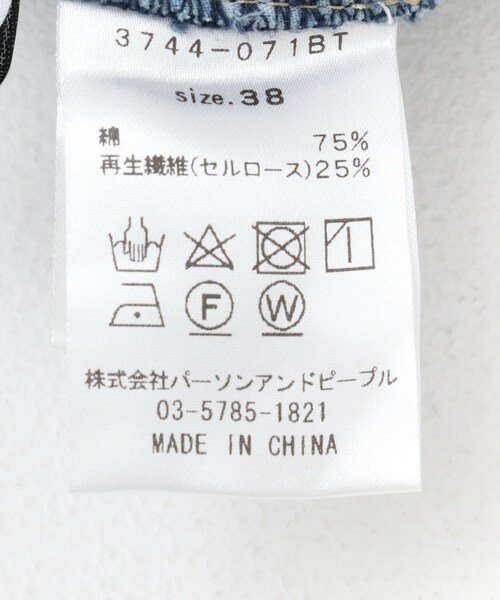 3744-071BT
size.38
綿 75%
再生繊維(セルロース)25%
F W
株式会社パーソンアンドピープル
03-5785-1821
MADE IN CHINA